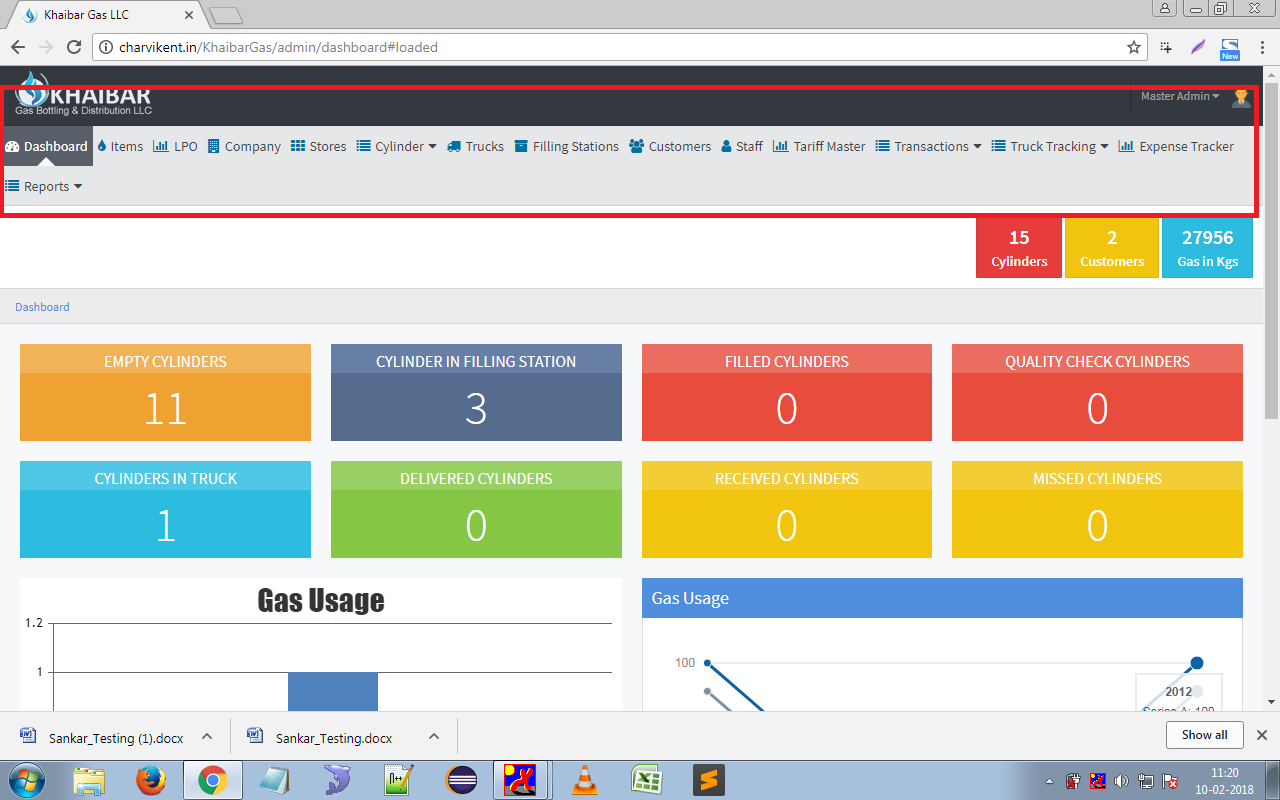 Khaibar Gas LLC
charvikent.in/KhaibarGas/admin/dashboard#loaded
New
KHAIBAR
Gas Bottling & Distribution LLC
Master Admin
Dashboard Items LPO Company Stores Cylinder Trucks Filling Stations Customers Staff Tariff Master Transactions Truck Tracking Expense Tracker
Reports
15 2 27956
Cylinders Customers Gas in Kgs
Dashboard
EMPTY CYLINDERS CYLINDER IN FILLING STATION FILLED CYLINDERS QUALITY CHECK CYLINDERS
11 3 0 0
CYLINDERS IN TRUCK DELIVERED CYLINDERS RECEIVED CYLINDERS MISSED CYLINDERS
1 0 0 0
Gas Usage
1.2
1
Gas Usage
100
2012
Series A: 100
Sankar_Testing (1).docx Sankar_Testing.docx Show all
11:20
10-02-2018